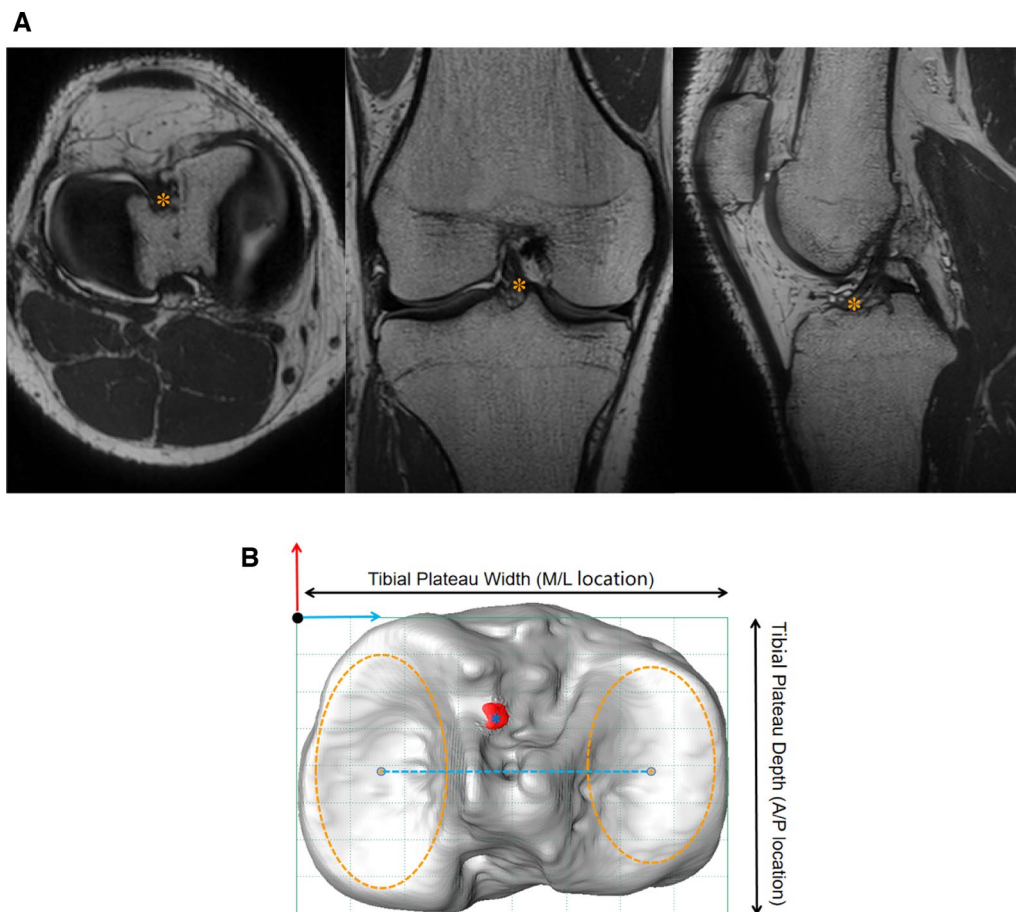 A
B
Tibial Plateau Width (M/L location)
Tibial Plateau Depth (A/P location)